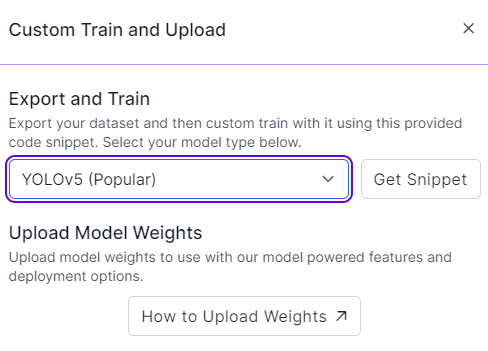 Custom Train and Upload
Export and Train
Export your dataset and then custom train with it using this provided
code snippet. Select your model type below.
YOLOv5 (Popular)
Get Snippet
Upload Model Weights
Upload model weights to use with our model powered features and
deployment options.
How to Upload Weights